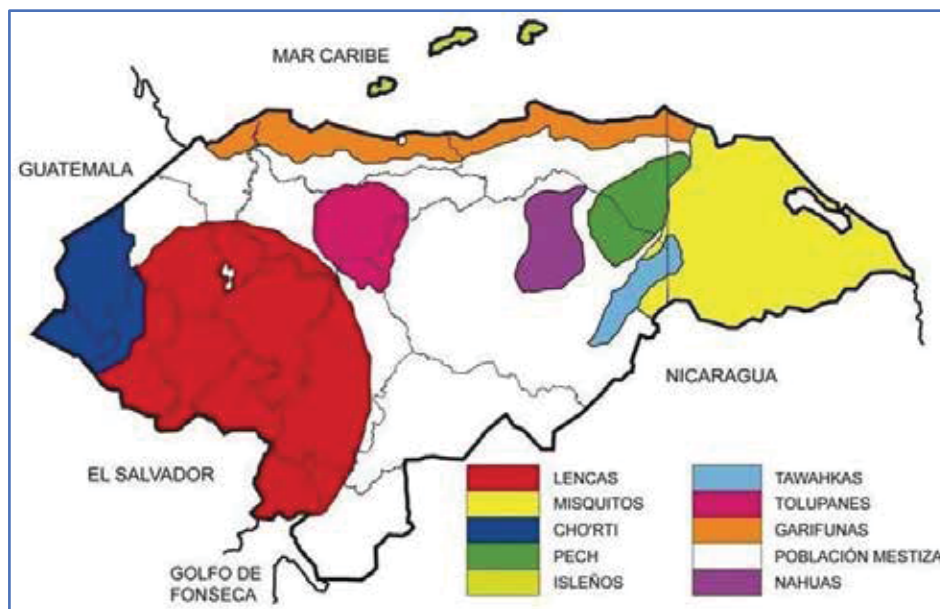 MAR CARIBE
GUATEMALA
NICARAGUA
EL SALVADOR
GOLFO DE
FONSECA
LENCAS
MISQUITOS
CHO'RTI
PECH
ISLEÑOS
TAWAHKAS
TOLUPANES
GARIFUNAS
POBLACIÓN MESTIZA
NAHUAS